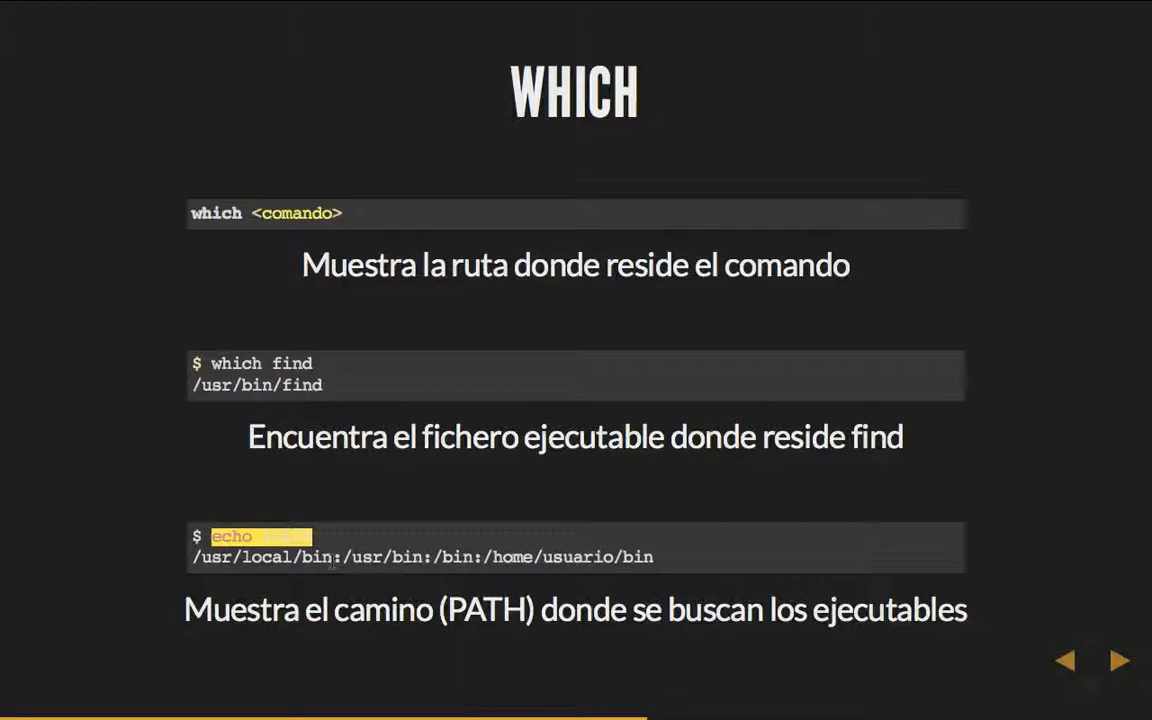 WHICH
which <comando>
Muestra la ruta donde reside el comando
$ which find
/usr/bin/find
Encuentra el fichero ejecutable donde reside find
$ echo
/usr/local/bin:/usr/bin:/bin:/home/usuario/bin
Muestra el camino (PATH) donde se buscan los ejecutables